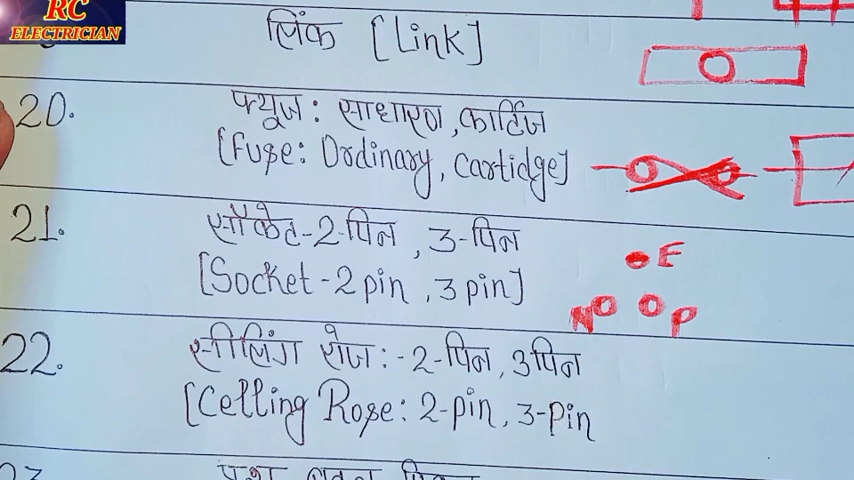 RC
ELECTRICIAN
लिंक [Link]
20. फ्यूज : साधारण, कार्टिज
[Fuse: Ordinary, Cartidge]
21. सॉकेट-2-पिन, 3-पिन
[Socket-2 pin, 3 pin]
E
N P
22. सीलिंग रोज :-2-पिन, 3 पिन
[Celling Rose: 2-pin, 3-Pin